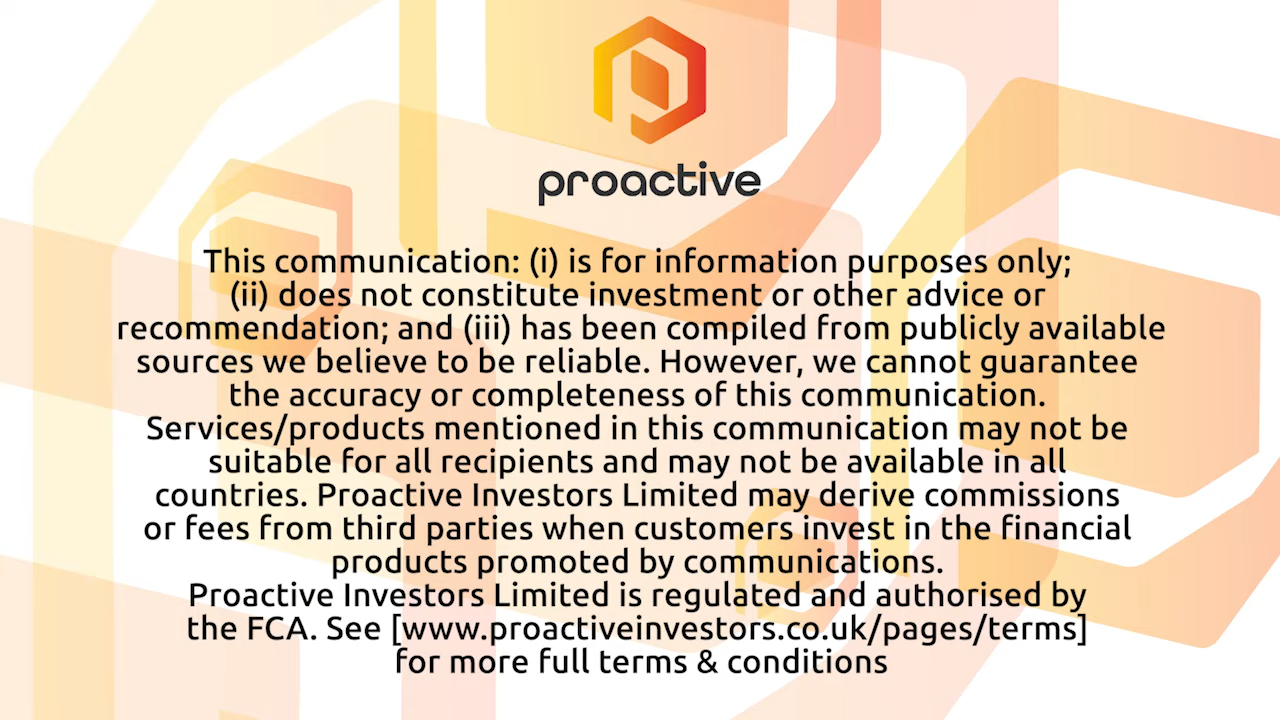 proactive
This communication: (i) is for information purposes only;
(ii) does not constitute investment or other advice or
recommendation; and (iii) has been compiled from publicly available
sources we believe to be reliable. However, we cannot guarantee
the accuracy or completeness of this communication.
Services/products mentioned in this communication may not be
suitable for all recipients and may not be available in all
countries. Proactive Investors Limited may derive commissions
or fees from third parties when customers invest in the financial
products promoted by communications.
Proactive Investors Limited is regulated and authorised by
the FCA. See [www.proactiveinvestors.co.uk/pages/terms]
for more full terms & conditions